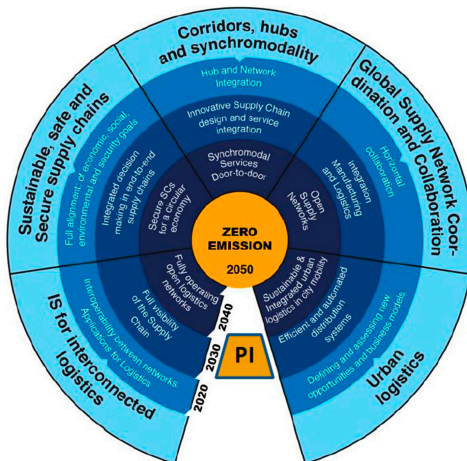 Corridors, hubs
and synchromodality
Hub and Network
Integration
Innovative Supply Chain
design and service
integration
Synchromodal
Services
Door-to-door
Sustainable, safe and
Secure supply chains
Full alignment of economic, social,
environmental and security goals
Integrated decision
making in end-to-end
supply chains
Secure SCs
for a circular
economy
Global Supply Network Coor-
dination and Collaboration
Horizontal
collaboration
Integration
Manufacturing
and Logistics
Open
Supply
Networks
ZERO
EMISSION
2050
IS for interconnected
logistics
Interoperability between networks
Applications for Logistics
Full visibility
of the Supply
Chain
Fully operating
open logistics
networks
Sustainable &
Integrated urban
logistics in city mobility
Efficient and automated
distribution
systems
Defining and assessing new
opportunities and business models
Urban
logistics
2040
2030
2020
PI